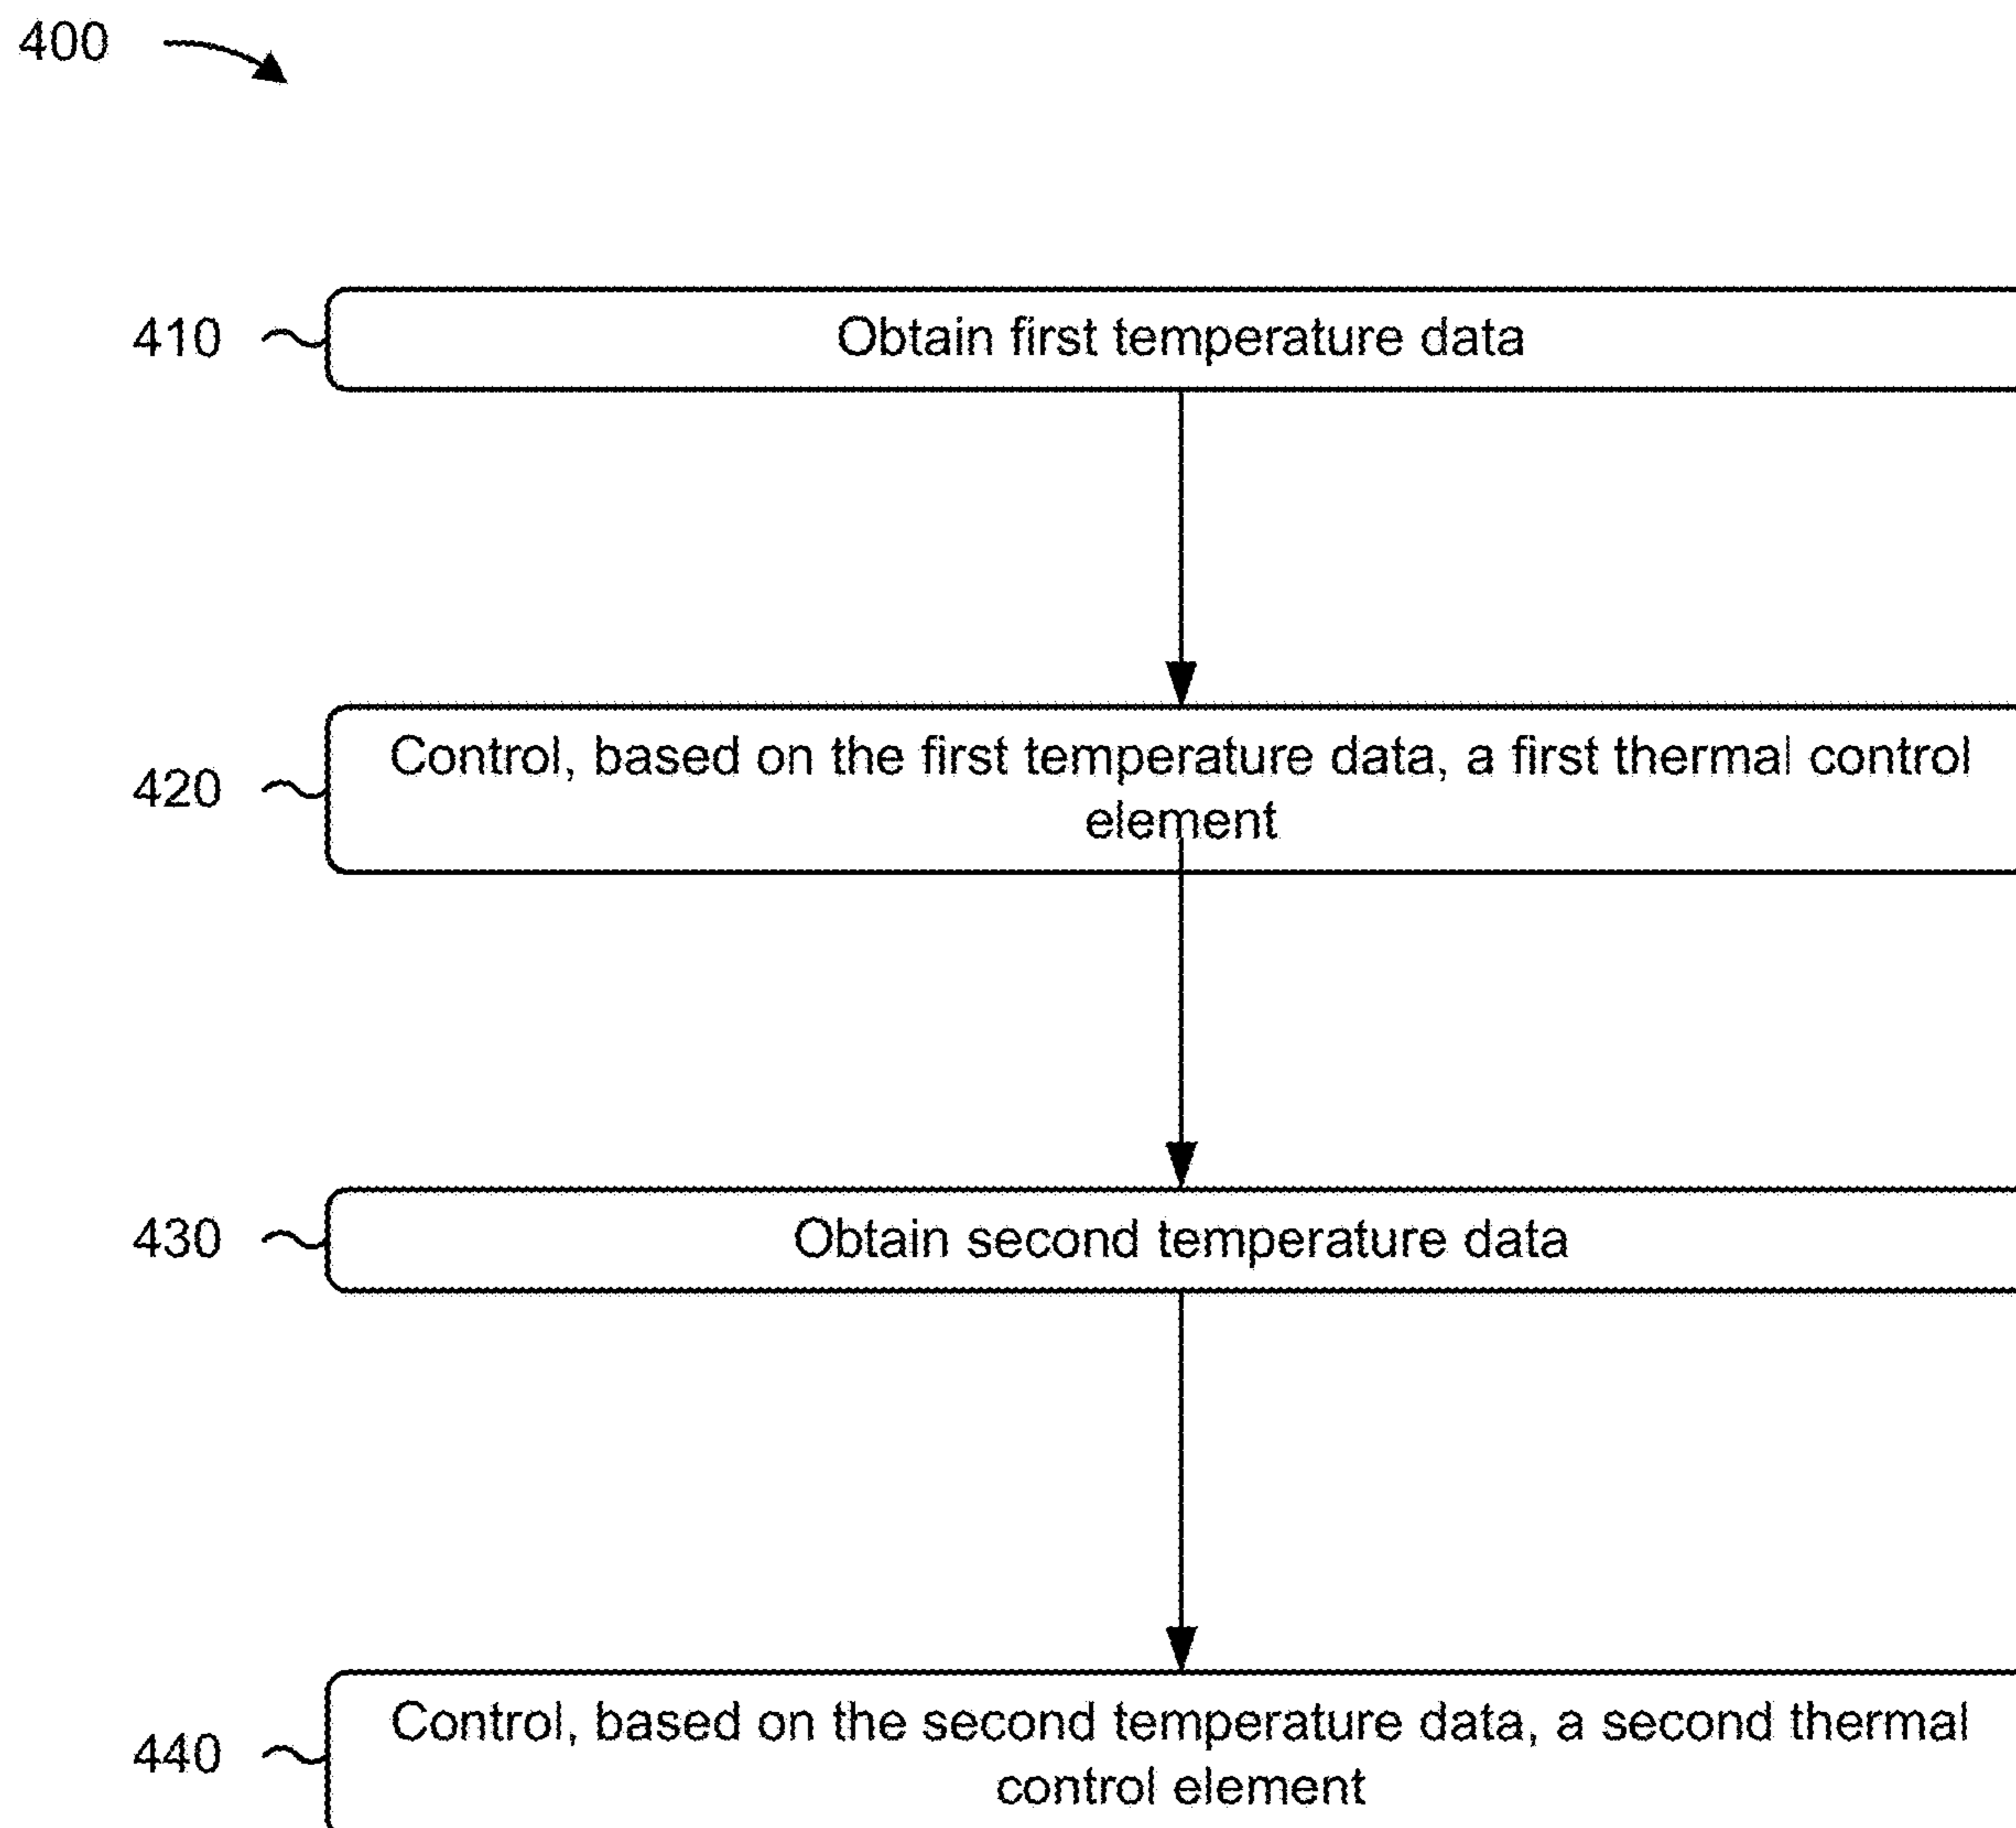 400
410
Obtain first temperature data
420
Control, based on the first temperature data, a first thermal control
element
430
Obtain second temperature data
440
Control, based on the second temperature data, a second thermal
control element